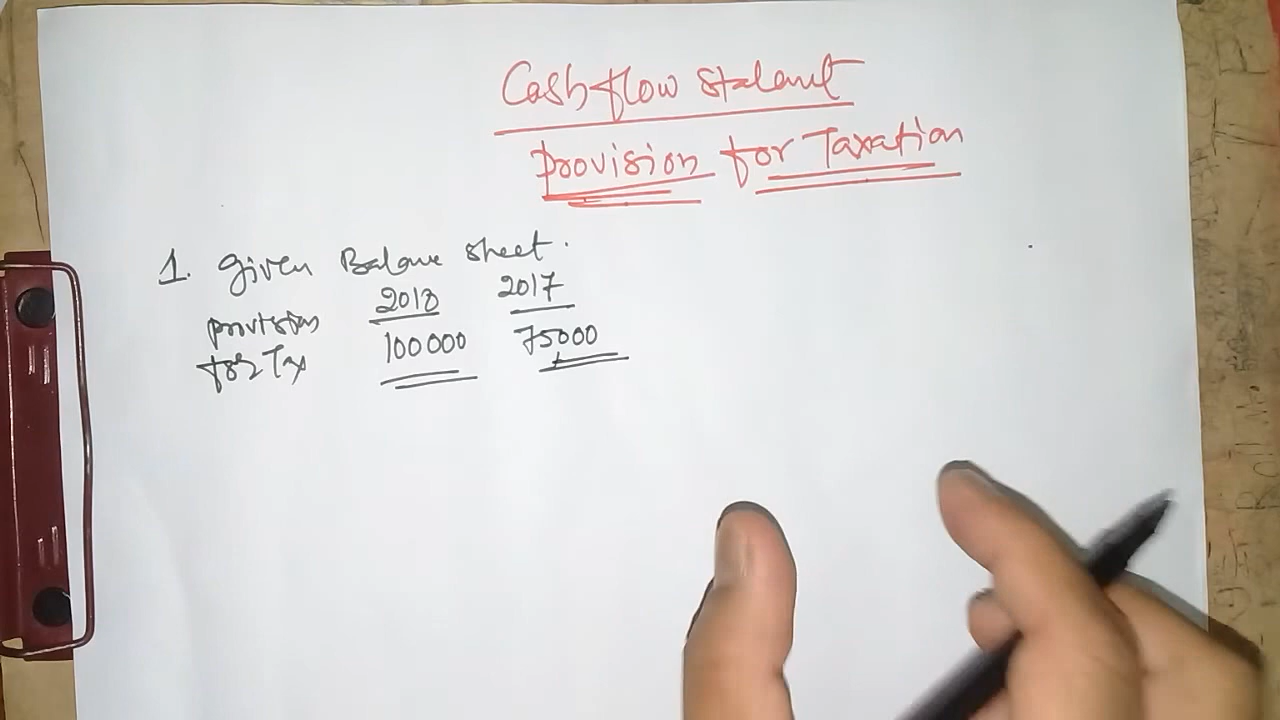 Cash flow Statement
Provision for Taxation
1. Given Balance Sheet.
2018 2017
provision
for Tax 100000 75000